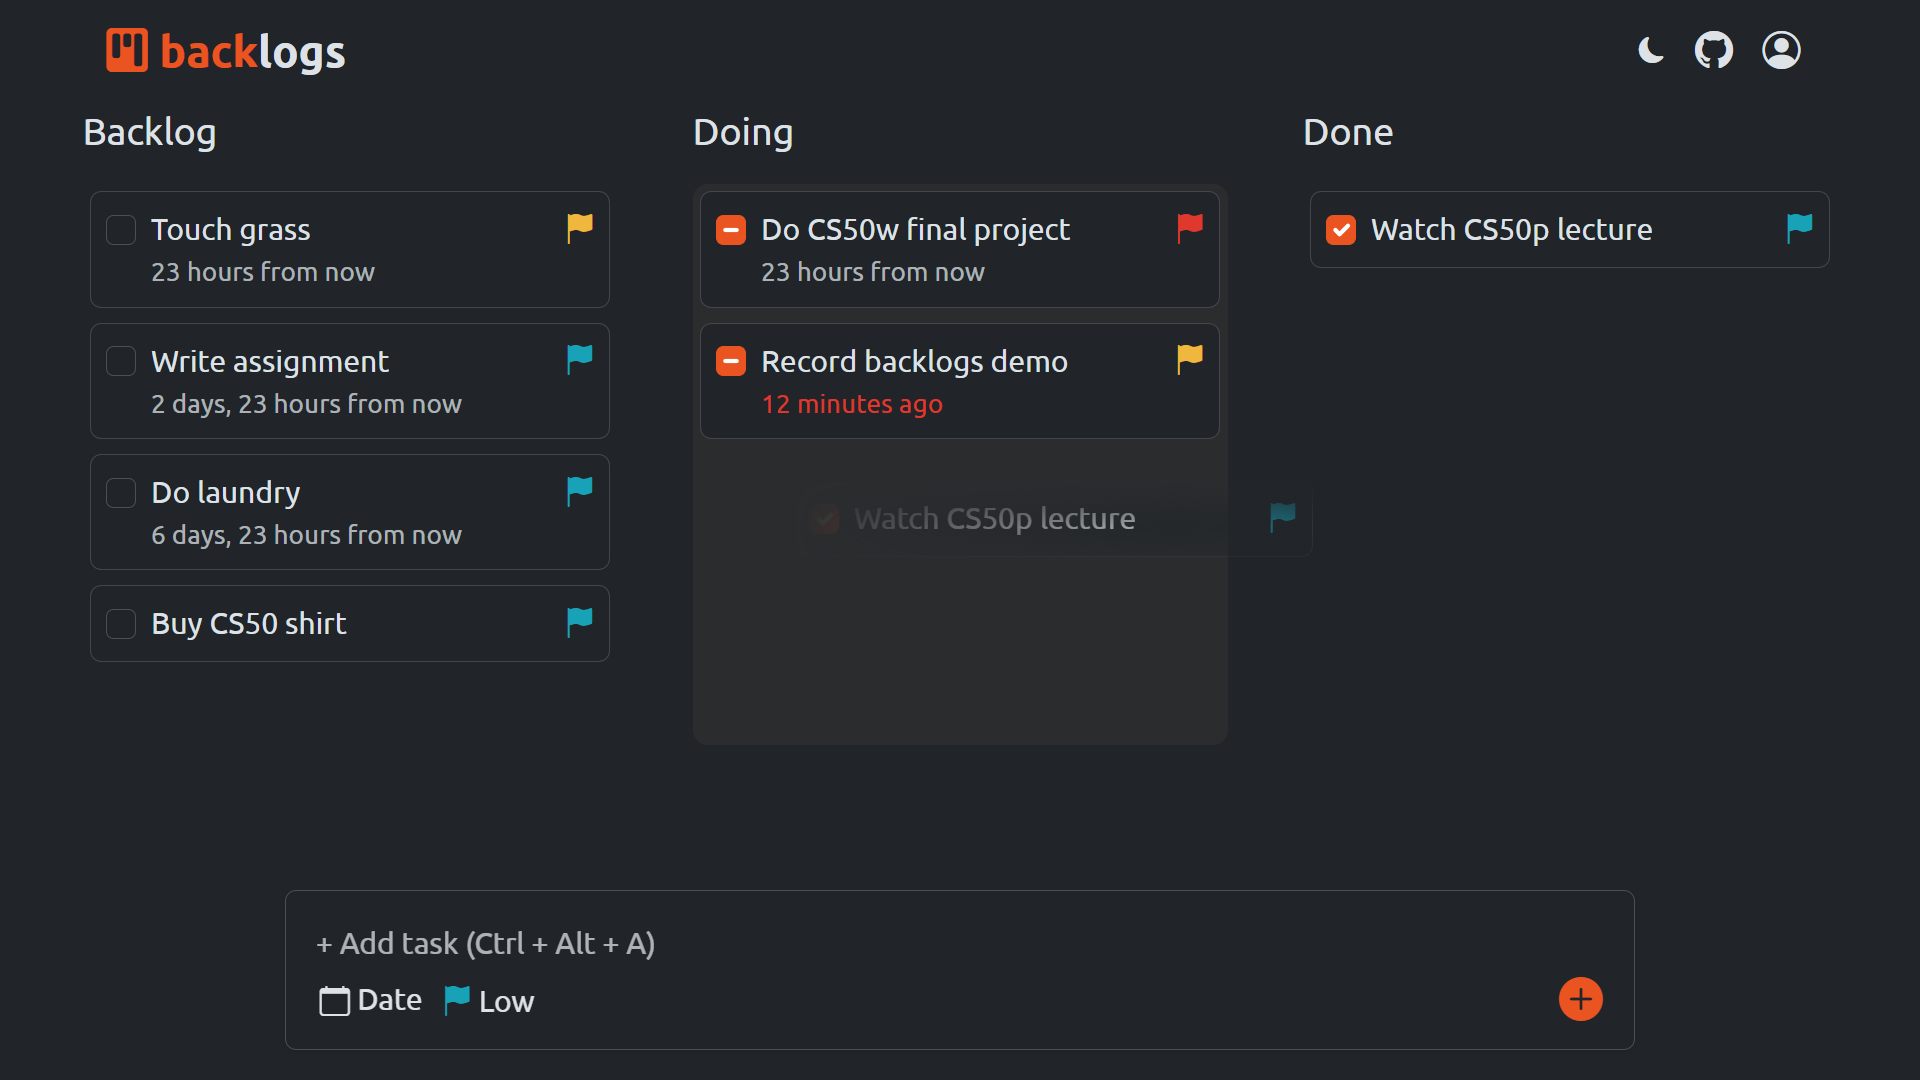 backlogs
Backlog
Touch grass
23 hours from now
Write assignment
2 days, 23 hours from now
Do laundry
6 days, 23 hours from now
Buy CS50 shirt
Doing
Do CS50w final project
23 hours from now
Record backlogs demo
12 minutes ago
Watch CS50p lecture
Done
Watch CS50p lecture
+ Add task (Ctrl + Alt + A)
Date Low